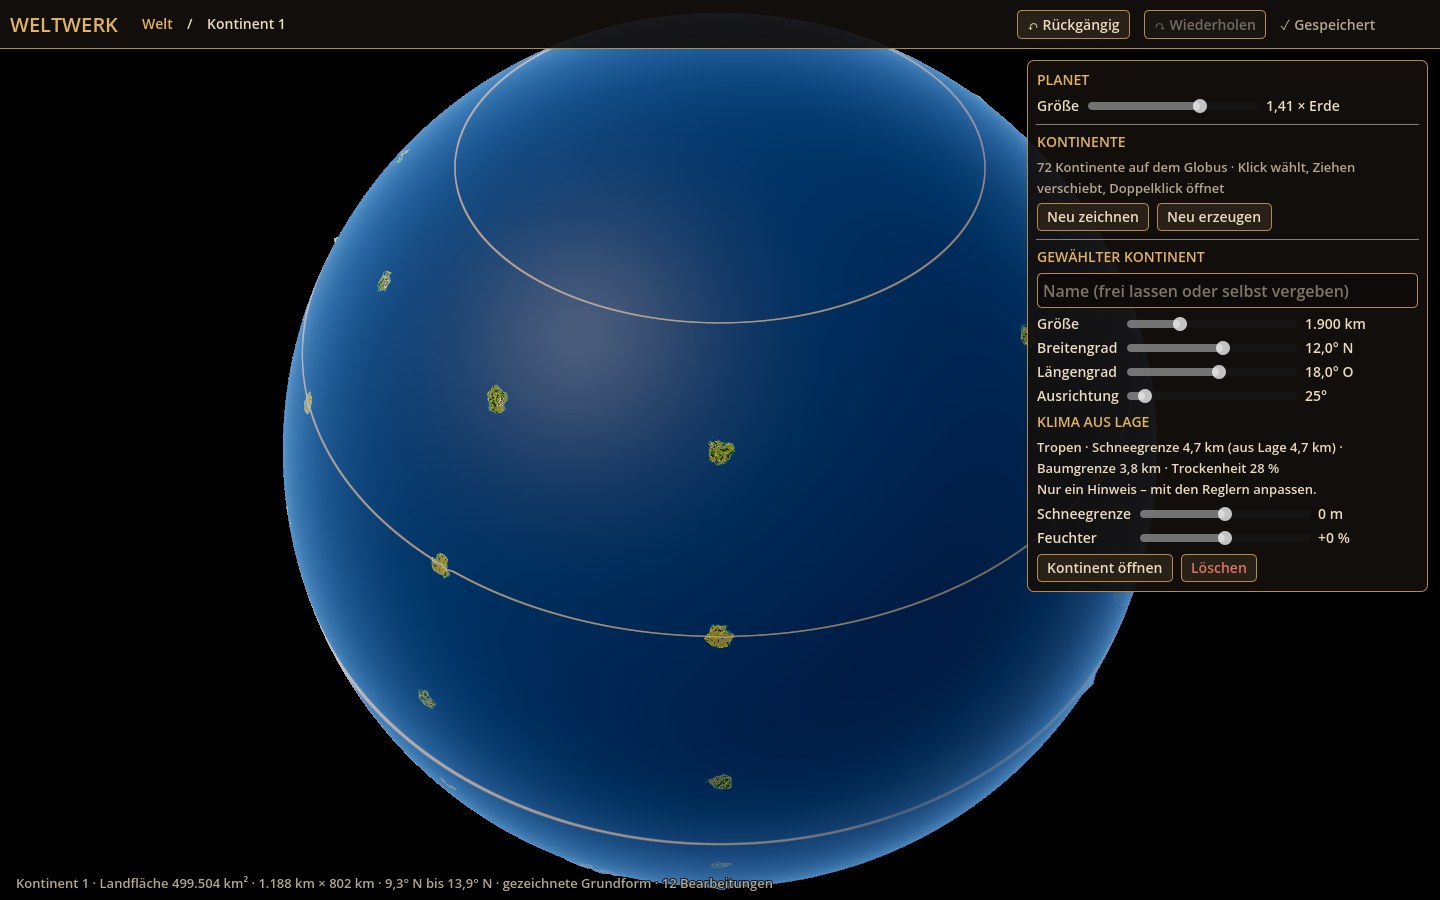 WELTWERK Welt / Kontinent 1 Rückgängig Wiederholen ✓ Gespeichert
PLANET
Größe 1,41 × Erde
KONTINENTE
72 Kontinente auf dem Globus · Klick wählt, Ziehen
verschiebt, Doppelklick öffnet
Neu zeichnen Neu erzeugen
GEWÄHLTER KONTINENT
Name (frei lassen oder selbst vergeben)
Größe 1.900 km
Breitengrad 12,0° N
Längengrad 18,0° O
Ausrichtung 25°
KLIMA AUS LAGE
Tropen · Schneegrenze 4,7 km (aus Lage 4,7 km) ·
Baumgrenze 3,8 km · Trockenheit 28 %
Nur ein Hinweis – mit den Reglern anpassen.
Schneegrenze 0 m
Feuchter +0 %
Kontinent öffnen Löschen
Kontinent 1 · Landfläche 499.504 km² · 1.188 km × 802 km · 9,3° N bis 13,9° N · gezeichnete Grundform · 12 Bearbeitungen